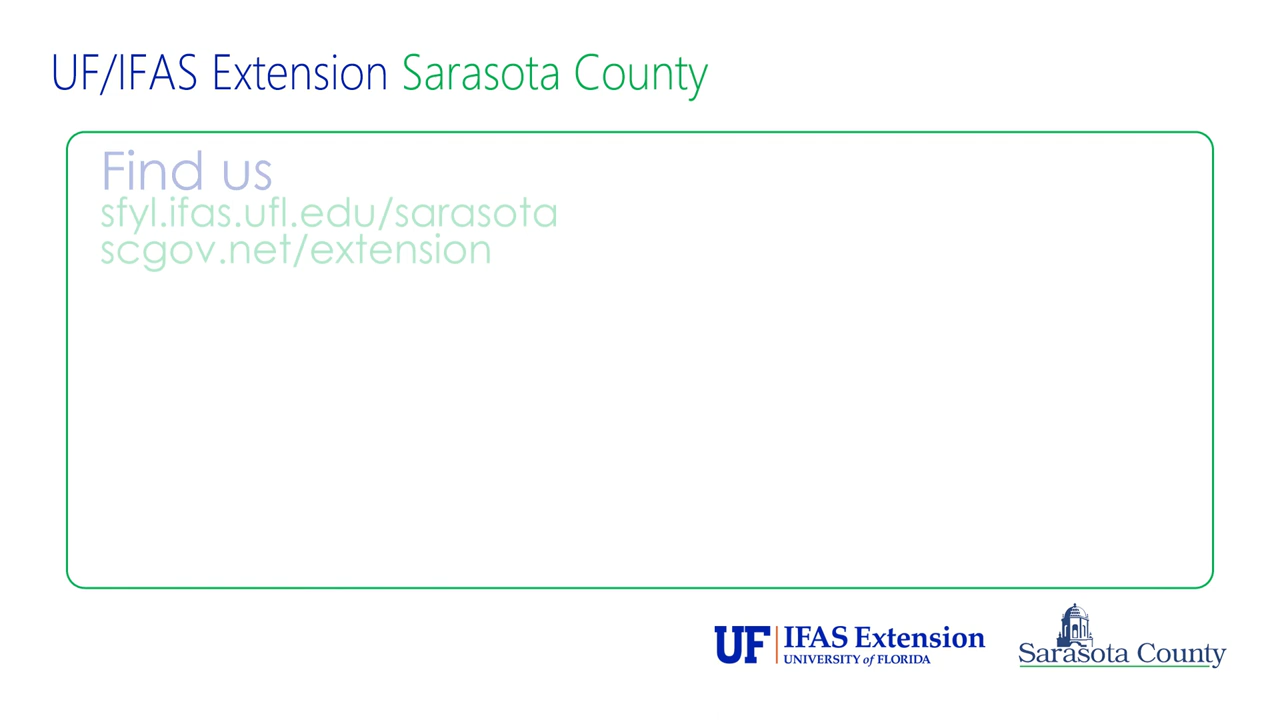 UF/IFAS Extension Sarasota County
Find us
sfyl.ifas.ufl.edu/sarasota
scgov.net/extension
UF IFAS Extension
UNIVERSITY of FLORIDA
Sarasota County